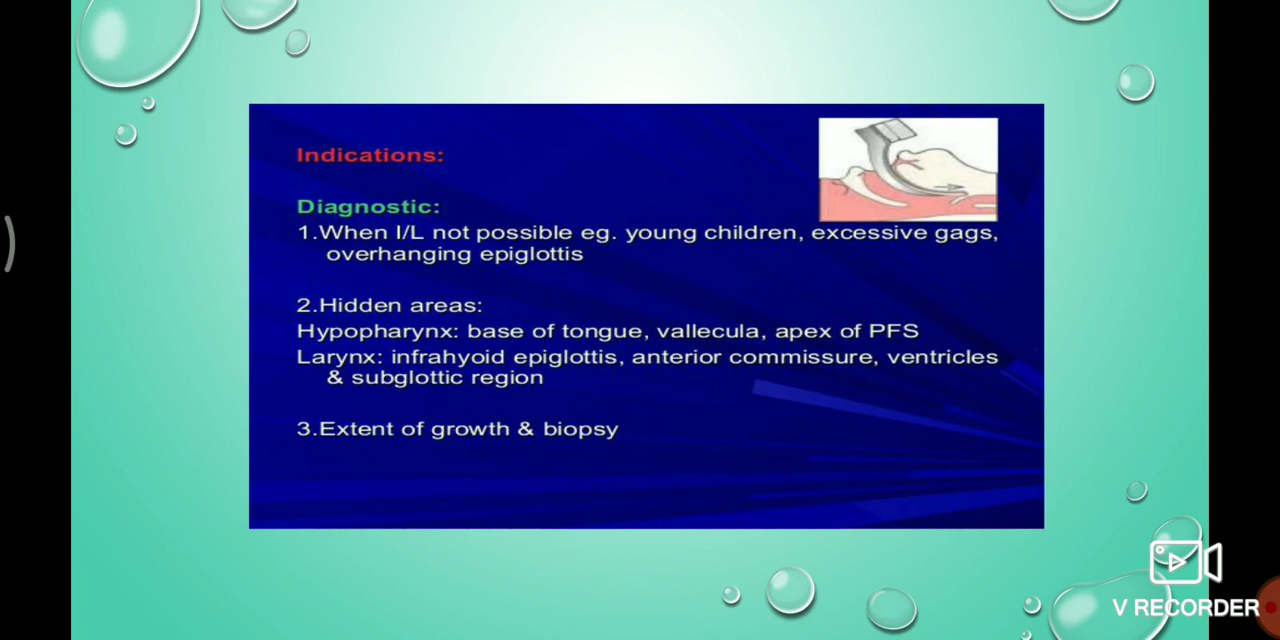 Indications:
Diagnostic:
1.When I/L not possible eg. young children, excessive gags,
overhanging epiglottis
2.Hidden areas:
Hypopharynx: base of tongue, vallecula, apex of PFS
Larynx: infrahyoid epiglottis, anterior commissure, ventricles
& subglottic region
3.Extent of growth & biopsy
V RECORDER